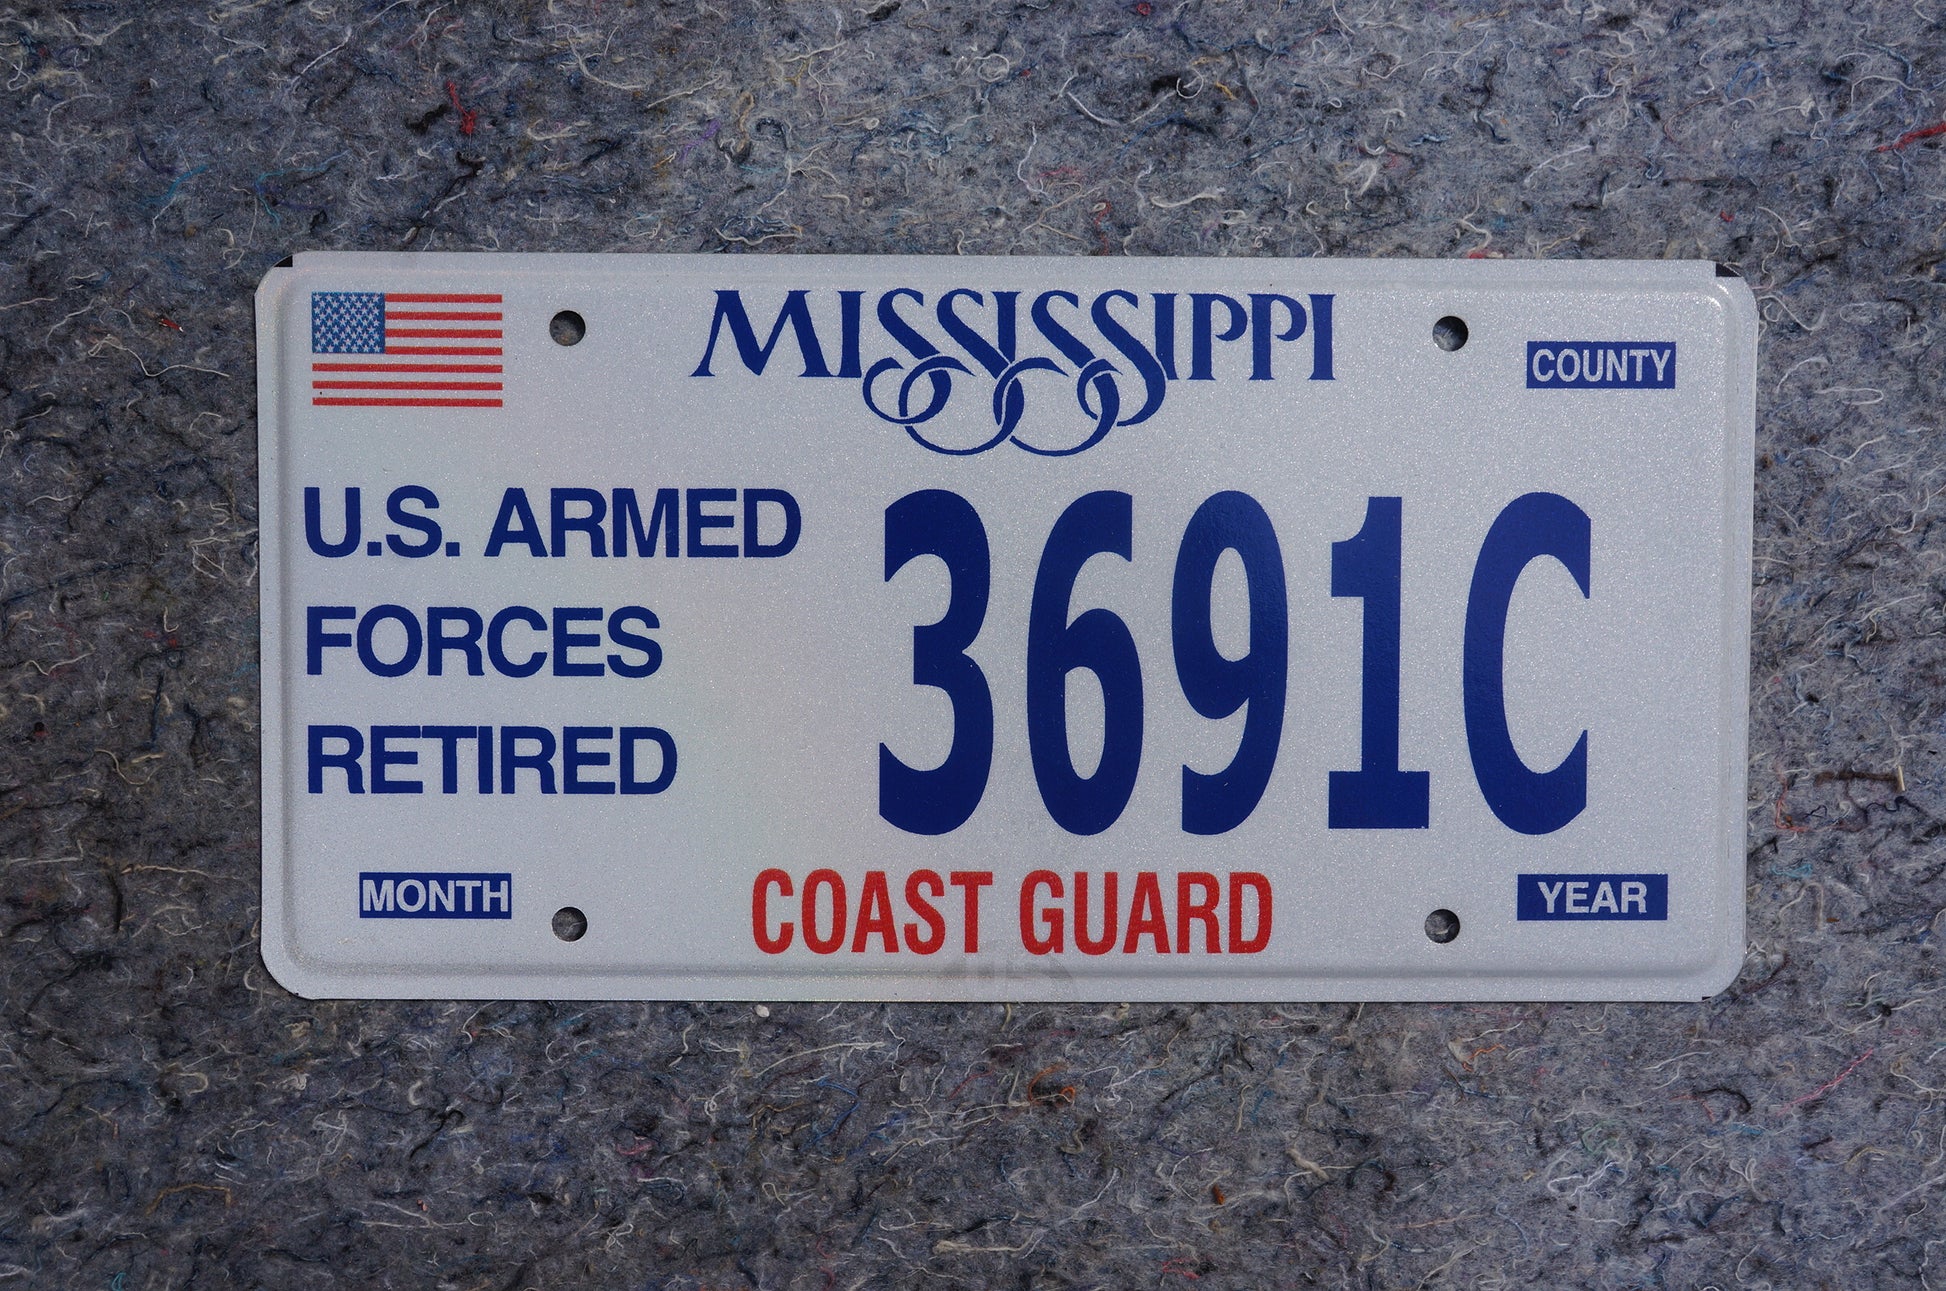 MISSISSIPPI
COUNTY
U.S. ARMED
FORCES
RETIRED
3691C
MONTH
COAST GUARD
YEAR